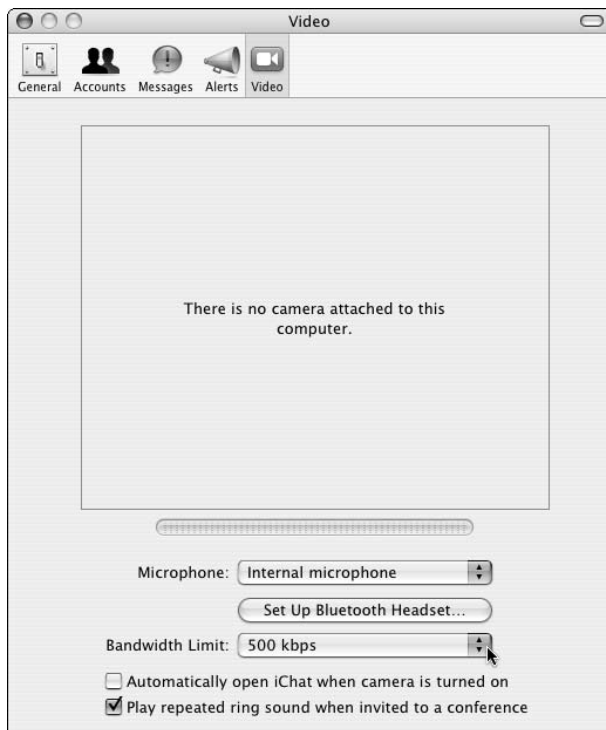 Video
General Accounts Messages Alerts Video
There is no camera attached to this
computer.
Microphone: Internal microphone
Set Up Bluetooth Headset...
Bandwidth Limit: 500 kbps
Automatically open iChat when camera is turned on
Play repeated ring sound when invited to a conference